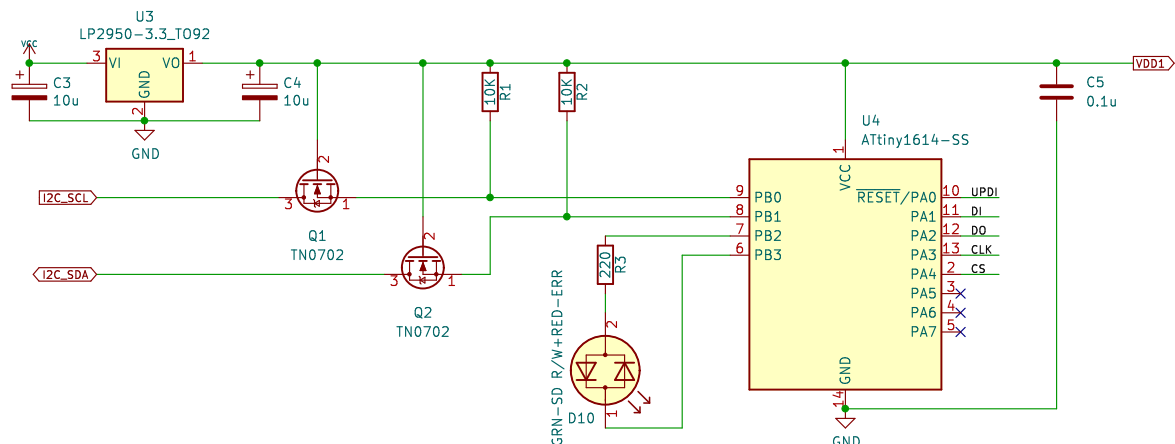 U3
LP2950-3.3_TO92
vcc
3 VI VO 1
GND
2
GND
+
C3
10u
+
C4
10u
10K
R1
10K
R2
VDD1
C5
0.1u
U4
ATtiny1614-SS
1
VCC
I2C_SCL
2
3 1
Q1
TN0702
I2C_SDA
2
3 1
Q2
TN0702
9 PB0
8 PB1
7 PB2
6 PB3
RESET/PA0 10 UPDI
PA1 11 DI
PA2 12 DO
PA3 13 CLK
PA4 2 CS
PA5 3
PA6 4
PA7 5
GND
14
GND
220
R3
GRN-SD R/W+RED-ERR
2
D10
1